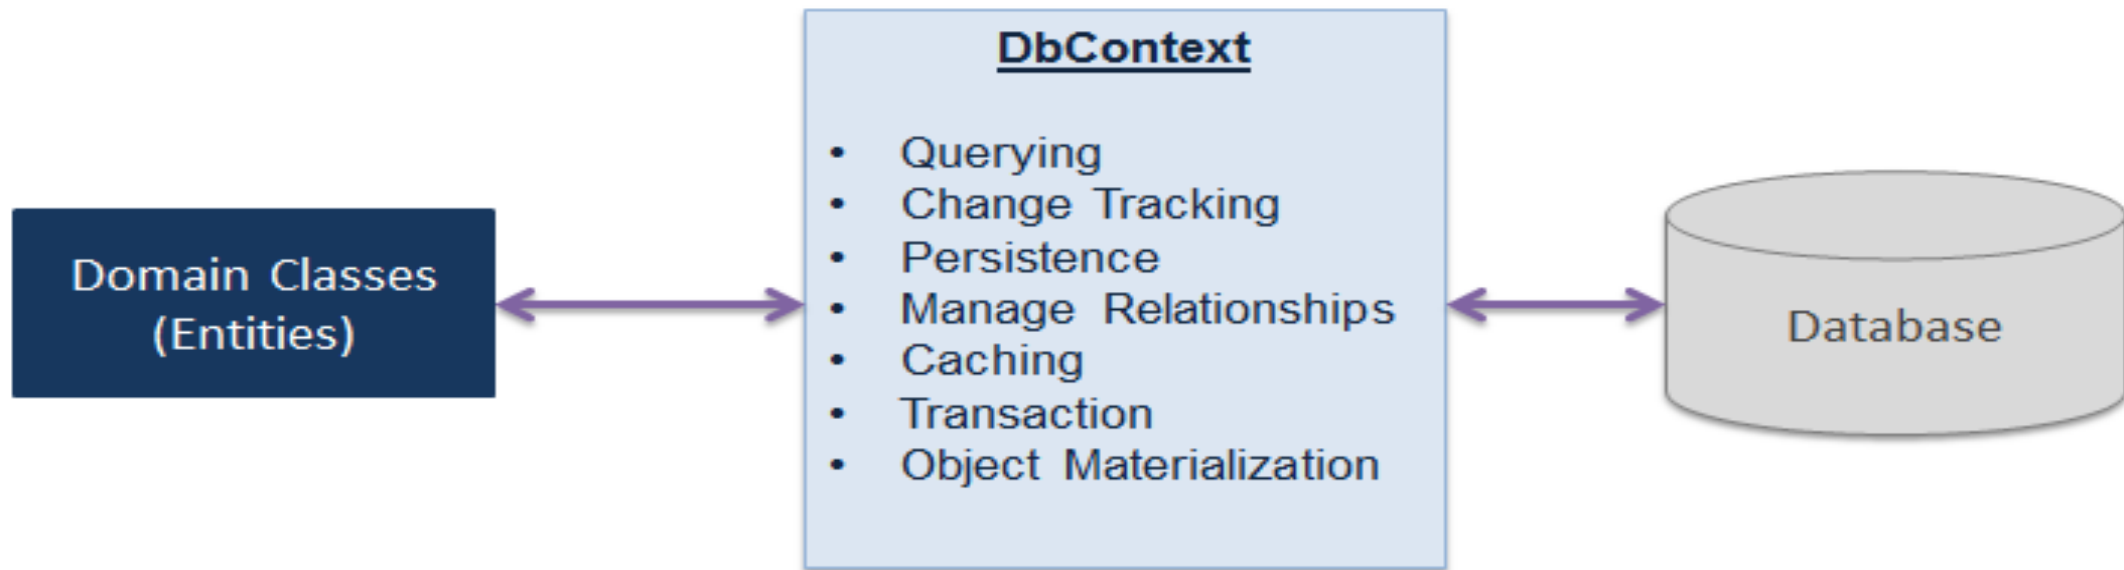 Domain Classes
(Entities)
DbContext
• Querying
• Change Tracking
• Persistence
• Manage Relationships
• Caching
• Transaction
• Object Materialization
Database